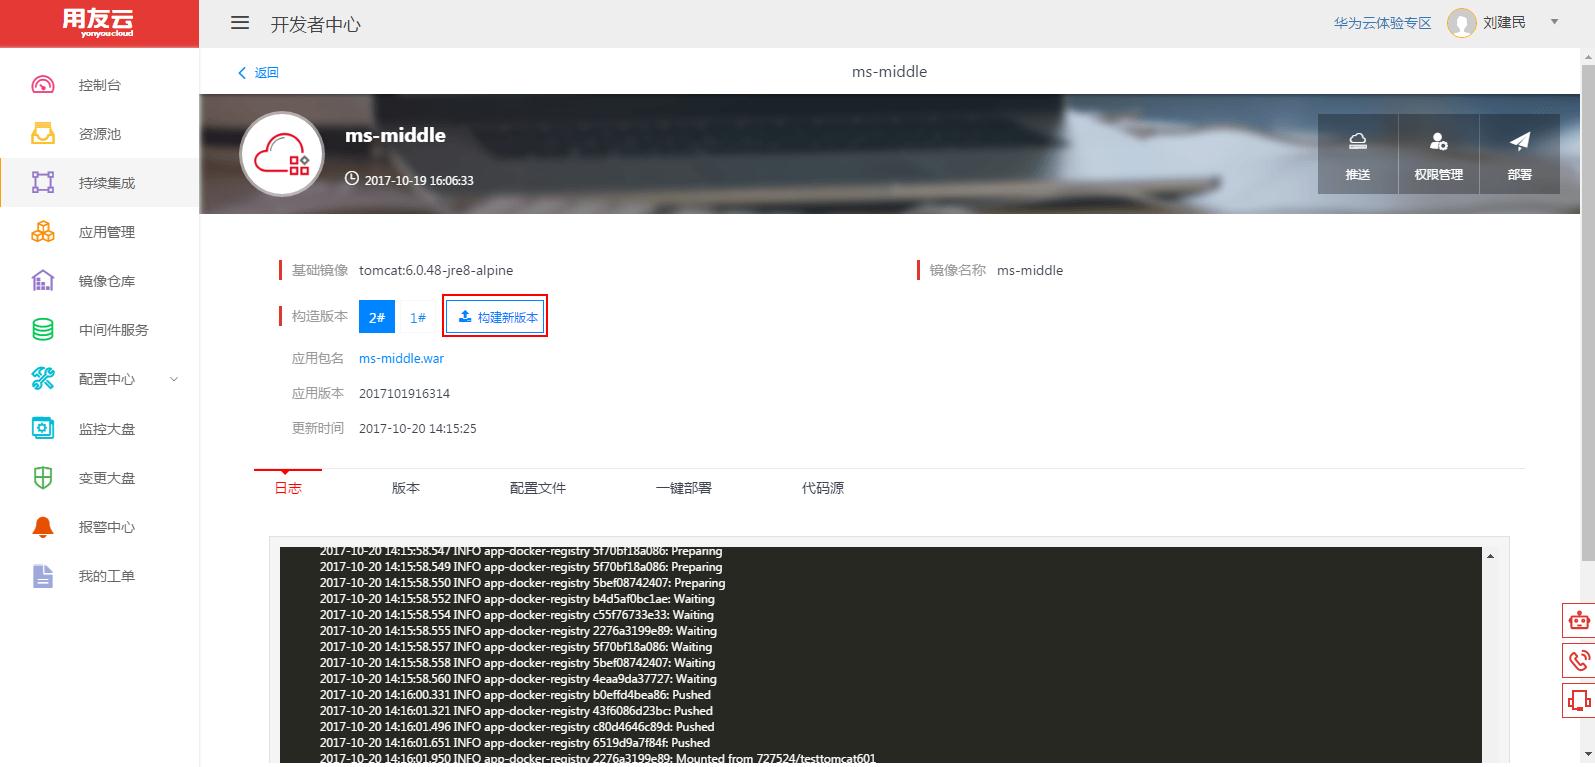 用友云
yonyoucloud
开发者中心
华为云体验专区
刘建民
控制台
资源池
持续集成
应用管理
镜像仓库
中间件服务
配置中心
监控大盘
变更大盘
报警中心
我的工单
返回
ms-middle
ms-middle
2017-10-19 16:06:33
推送
权限管理
部署
基础镜像 tomcat:6.0.48-jre8-alpine
镜像名称 ms-middle
构造版本 2# 1# 构建新版本
应用包名 ms-middle.war
应用版本 2017101916314
更新时间 2017-10-20 14:15:25
日志 版本 配置文件 一键部署 代码源
2017-10-20 14:15:58.547 INFO app-docker-registry 5f70bf18a086: Preparing
2017-10-20 14:15:58.549 INFO app-docker-registry 5f70bf18a086: Preparing
2017-10-20 14:15:58.550 INFO app-docker-registry 5bef08742407: Preparing
2017-10-20 14:15:58.552 INFO app-docker-registry b4d5af0bc1ae: Waiting
2017-10-20 14:15:58.554 INFO app-docker-registry c55f76733e33: Waiting
2017-10-20 14:15:58.555 INFO app-docker-registry 2276a3199e89: Waiting
2017-10-20 14:15:58.557 INFO app-docker-registry 5f70bf18a086: Waiting
2017-10-20 14:15:58.558 INFO app-docker-registry 5bef08742407: Waiting
2017-10-20 14:15:58.560 INFO app-docker-registry 4eaa9da37727: Waiting
2017-10-20 14:16:00.331 INFO app-docker-registry b0effd4bea86: Pushed
2017-10-20 14:16:01.321 INFO app-docker-registry 43f6086d23bc: Pushed
2017-10-20 14:16:01.496 INFO app-docker-registry c80d4646c89d: Pushed
2017-10-20 14:16:01.651 INFO app-docker-registry 6519d9a7f84f: Pushed
2017-10-20 14:16:01.950 INFO app-docker-registry 2276a3199e89: Mounted from 727524/testtomcat601